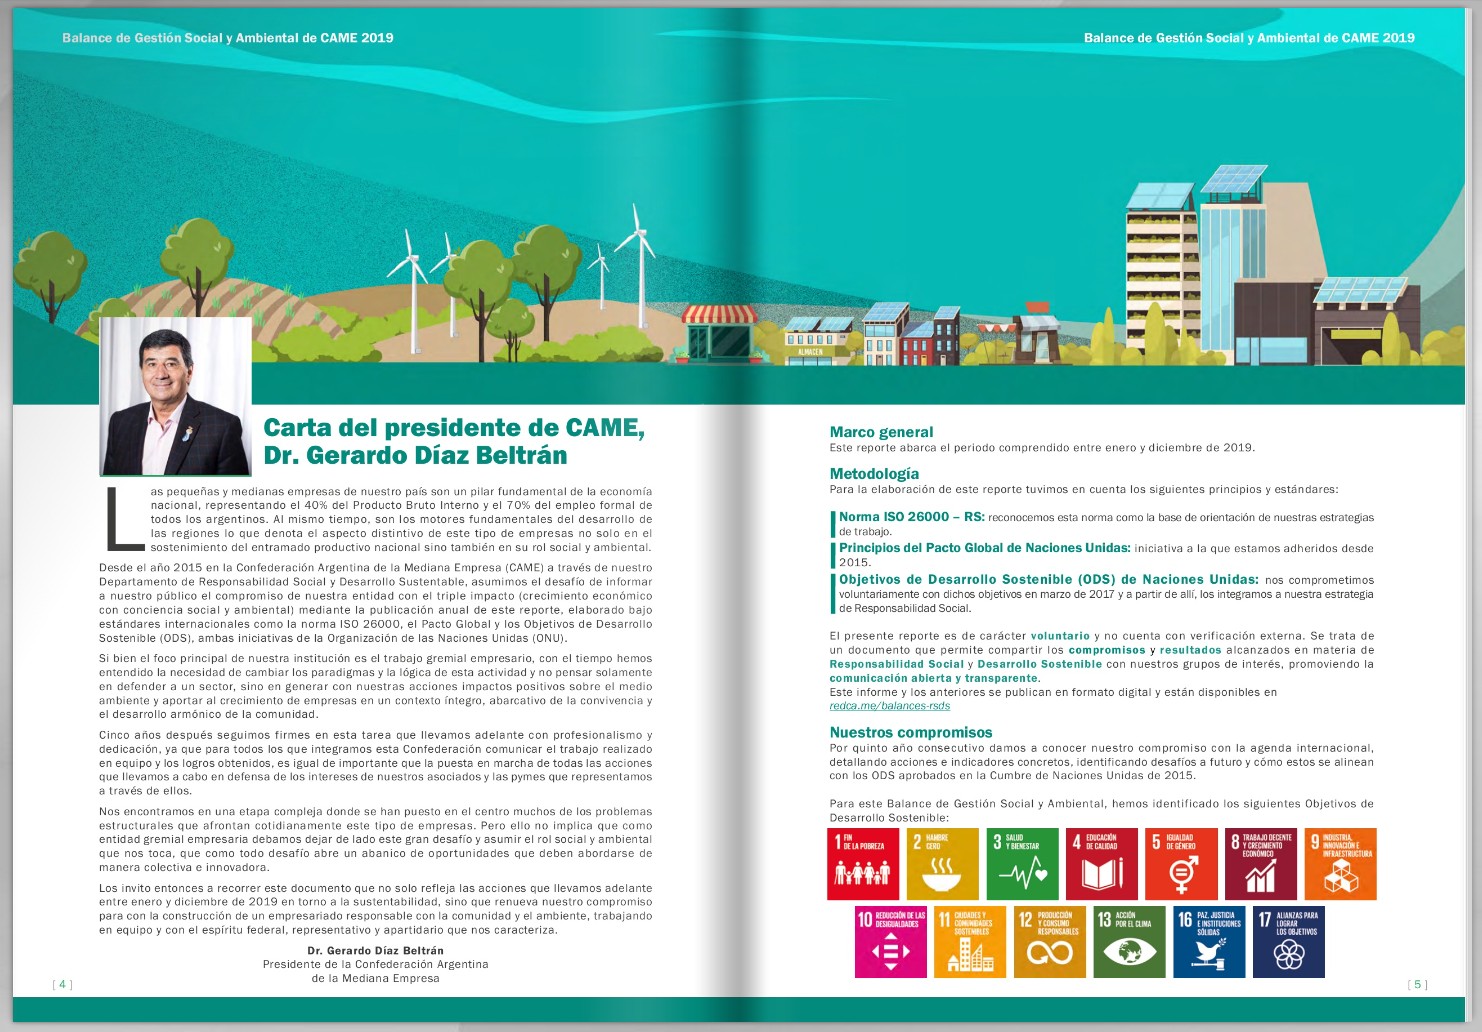 Balance de Gestión Social y Ambiental de CAME 2019
ALMACEN
Carta del presidente de CAME,
Dr. Gerardo Díaz Beltrán
Las pequeñas y medianas empresas de nuestro país son un pilar fundamental de la economía
nacional, representando el 40% del Producto Bruto Interno y el 70% del empleo formal de
todos los argentinos. Al mismo tiempo, son los motores fundamentales del desarrollo de
las regiones lo que denota el aspecto distintivo de este tipo de empresas no solo en el
sostenimiento del entramado productivo nacional sino también en su rol social y ambiental.
Desde el año 2015 en la Confederación Argentina de la Mediana Empresa (CAME) a través de nuestro
Departamento de Responsabilidad Social y Desarrollo Sustentable, asumimos el desafío de informar
a nuestro público el compromiso de nuestra entidad con el triple impacto (crecimiento económico
con conciencia social y ambiental) mediante la publicación anual de este reporte, elaborado bajo
estándares internacionales como la norma ISO 26000, el Pacto Global y los Objetivos de Desarrollo
Sostenible (ODS), ambas iniciativas de la Organización de las Naciones Unidas (ONU).
Si bien el foco principal de nuestra institución es el trabajo gremial empresario, con el tiempo hemos
entendido la necesidad de cambiar los paradigmas y la lógica de esta actividad y no pensar solamente
en defender a un sector, sino en generar con nuestras acciones impactos positivos sobre el medio
ambiente y aportar al crecimiento de empresas en un contexto íntegro, abarcativo de la convivencia y
el desarrollo armónico de la comunidad.
Cinco años después seguimos firmes en esta tarea que llevamos adelante con profesionalismo y
dedicación, ya que para todos los que integramos esta Confederación comunicar el trabajo realizado
en equipo y los logros obtenidos, es igual de importante que la puesta en marcha de todas las acciones
que llevamos a cabo en defensa de los intereses de nuestros asociados y las pymes que representamos
a través de ellos.
Nos encontramos en una etapa compleja donde se han puesto en el centro muchos de los problemas
estructurales que afrontan cotidianamente este tipo de empresas. Pero ello no implica que como
entidad gremial empresaria debamos dejar de lado este gran desafío y asumir el rol social y ambiental
que nos toca, que como todo desafío abre un abanico de oportunidades que deben abordarse de
manera colectiva e innovadora.
Los invito entonces a recorrer este documento que no solo refleja las acciones que llevamos adelante
entre enero y diciembre de 2019 en torno a la sustentabilidad, sino que renueva nuestro compromiso
para con la construcción de un empresariado responsable con la comunidad y el ambiente, trabajando
en equipo y con el espíritu federal, representativo y apartidario que nos caracteriza.
Dr. Gerardo Díaz Beltrán
Presidente de la Confederación Argentina
de la Mediana Empresa
[ 4 ]
Balance de Gestión Social y Ambiental de CAME 2019
Marco general
Este reporte abarca el periodo comprendido entre enero y diciembre de 2019.
Metodología
Para la elaboración de este reporte tuvimos en cuenta los siguientes principios y estándares:
Norma ISO 26000 – RS: reconocemos esta norma como la base de orientación de nuestras estrategias
de trabajo.
Principios del Pacto Global de Naciones Unidas: iniciativa a la que estamos adheridos desde
2015.
Objetivos de Desarrollo Sostenible (ODS) de Naciones Unidas: nos comprometimos
voluntariamente con dichos objetivos en marzo de 2017 y a partir de allí, los integramos a nuestra estrategia
de Responsabilidad Social.
El presente reporte es de carácter voluntario y no cuenta con verificación externa. Se trata de
un documento que permite compartir los compromisos y resultados alcanzados en materia de
Responsabilidad Social y Desarrollo Sostenible con nuestros grupos de interés, promoviendo la
comunicación abierta y transparente.
Este informe y los anteriores se publican en formato digital y están disponibles en
redca.me/balances-rsds
Nuestros compromisos
Por quinto año consecutivo damos a conocer nuestro compromiso con la agenda internacional,
detallando acciones e indicadores concretos, identificando desafíos a futuro y cómo estos se alinean
con los ODS aprobados en la Cumbre de Naciones Unidas de 2015.
Para este Balance de Gestión Social y Ambiental, hemos identificado los siguientes Objetivos de
Desarrollo Sostenible:
1 FIN
DE LA POBREZA
2 HAMBRE
CERO
3 SALUD
Y BIENESTAR
4 EDUCACIÓN
DE CALIDAD
5 IGUALDAD
DE GÉNERO
8 TRABAJO DECENTE
Y CRECIMIENTO
ECONÓMICO
9 INDUSTRIA,
INNOVACIÓN E
INFRAESTRUCTURA
10 REDUCCIÓN DE LAS
DESIGUALDADES
11 CIUDADES Y
COMUNIDADES
SOSTENIBLES
12 PRODUCCIÓN
Y CONSUMO
RESPONSABLES
13 ACCIÓN
POR EL CLIMA
16 PAZ, JUSTICIA
E INSTITUCIONES
SÓLIDAS
17 ALIANZAS PARA
LOGRAR
LOS OBJETIVOS
[ 5 ]